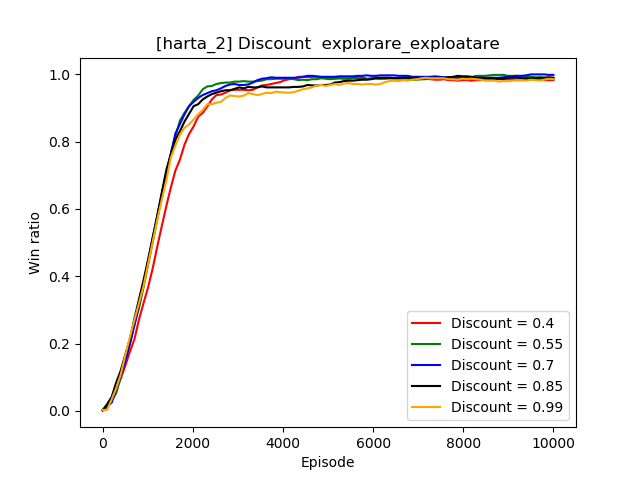 [harta_2] Discount  explorare_exploatare
Win ratio
1.0
0.8
0.6
0.4
0.2
0.0
0 2000 4000 6000 8000 10000
Episode
Discount = 0.4
Discount = 0.55
Discount = 0.7
Discount = 0.85
Discount = 0.99